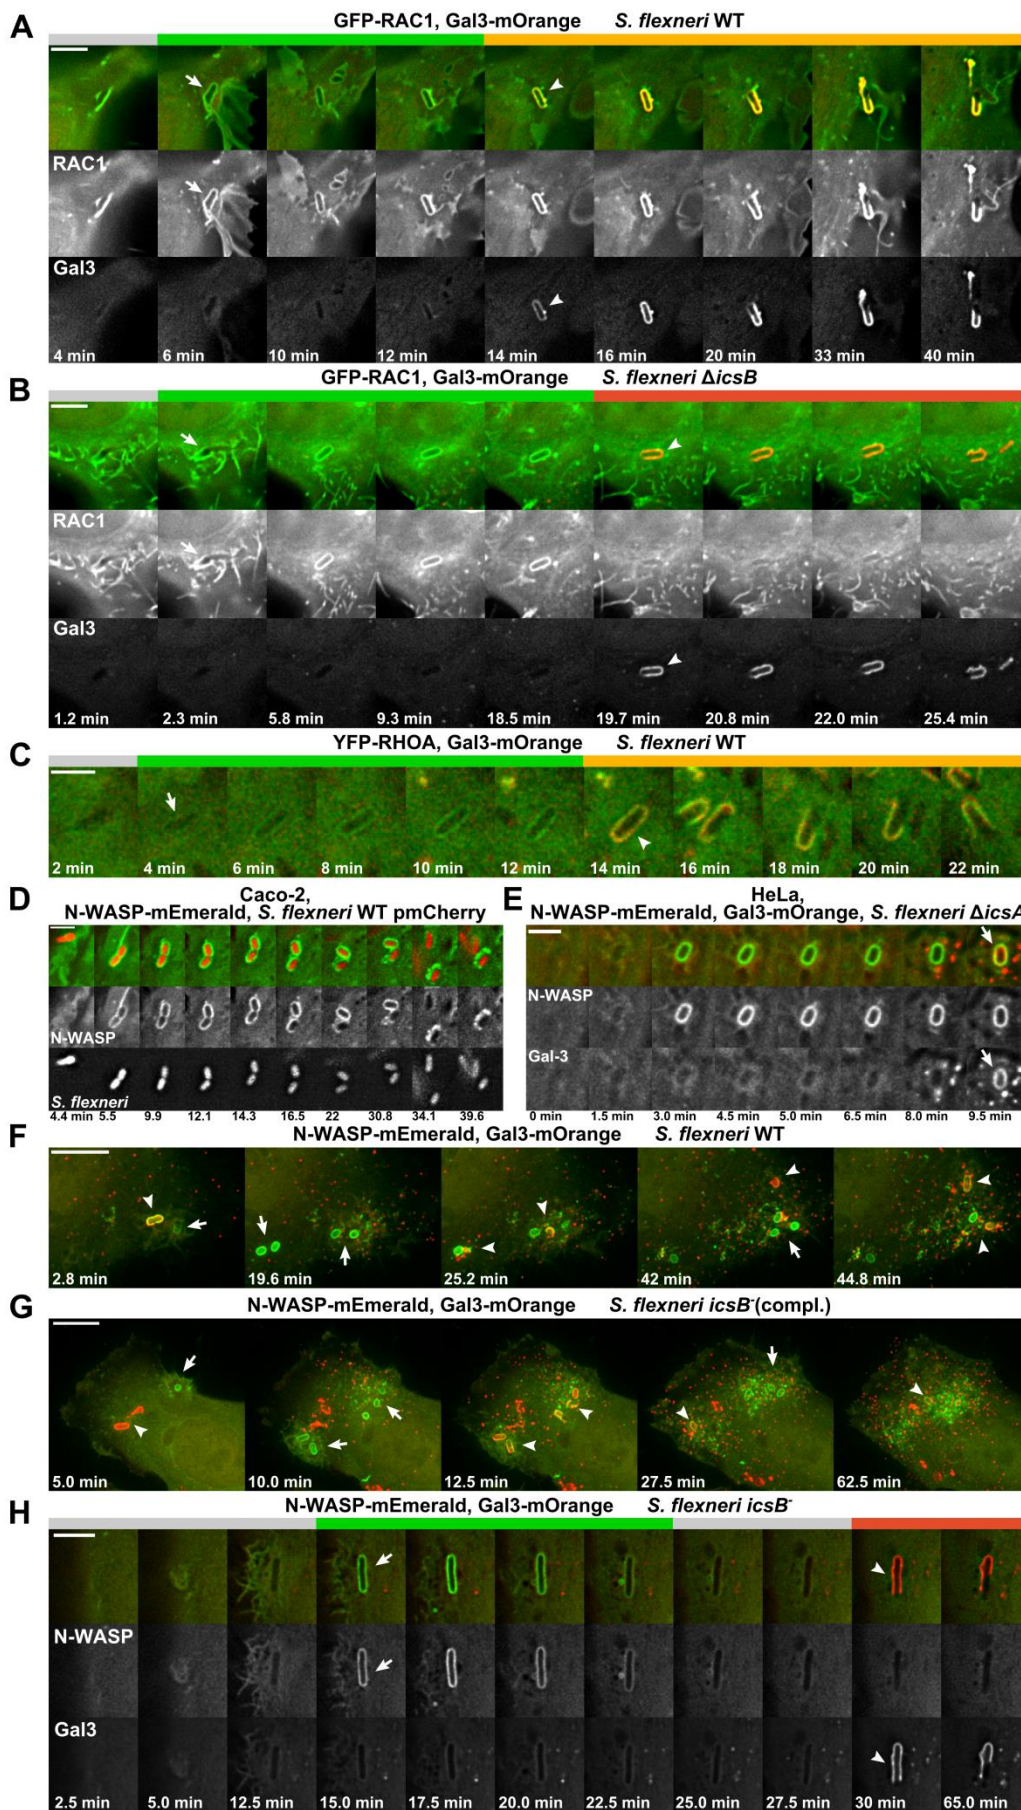 A
GFP-RAC1, Gal3-mOrange S. flexneri WT
RAC1
Gal3
4 min 6 min 10 min 12 min 14 min 16 min 20 min 33 min 40 min
B
GFP-RAC1, Gal3-mOrange S. flexneri ΔicsB
RAC1
Gal3
1.2 min 2.3 min 5.8 min 9.3 min 18.5 min 19.7 min 20.8 min 22.0 min 25.4 min
C
YFP-RHOA, Gal3-mOrange S. flexneri WT
2 min 4 min 6 min 8 min 10 min 12 min 14 min 16 min 18 min 20 min 22 min
D
Caco-2,
N-WASP-mEmerald, S. flexneri WT pmCherry
N-WASP
S. flexneri
4.4 min 5.5 9.9 12.1 14.3 16.5 22 30.8 34.1 39.6
E
HeLa,
N-WASP-mEmerald, Gal3-mOrange, S. flexneri ΔicsA
N-WASP
Gal-3
0 min 1.5 min 3.0 min 4.5 min 5.0 min 6.5 min 8.0 min 9.5 min
F
N-WASP-mEmerald, Gal3-mOrange S. flexneri WT
2.8 min 19.6 min 25.2 min 42 min 44.8 min
G
N-WASP-mEmerald, Gal3-mOrange S. flexneri icsB-(compl.)
5.0 min 10.0 min 12.5 min 27.5 min 62.5 min
H
N-WASP-mEmerald, Gal3-mOrange S. flexneri icsB-
N-WASP
Gal3
2.5 min 5.0 min 12.5 min 15.0 min 17.5 min 20.0 min 22.5 min 25.0 min 27.5 min 30 min 65.0 min